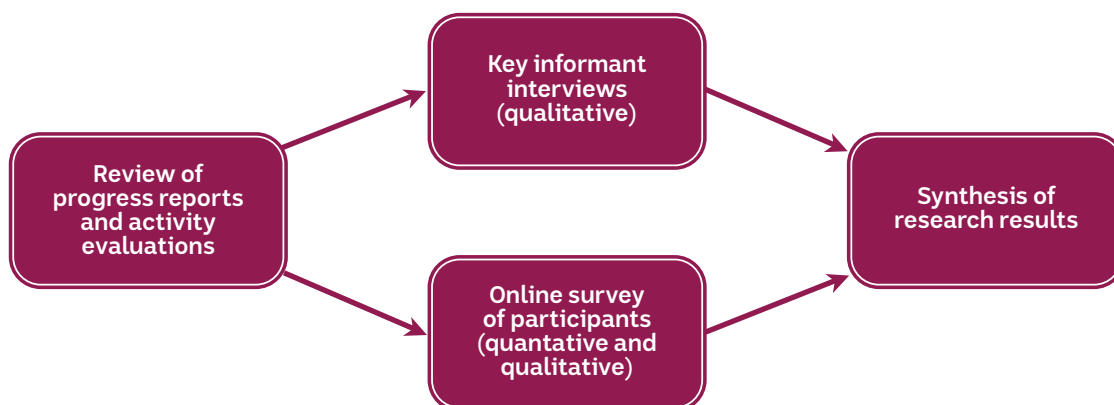 Review of
progress reports
and activity
evaluations
Key informant
interviews
(qualitative)
Online survey
of participants
(quantative and
qualitative)
Synthesis of
research results